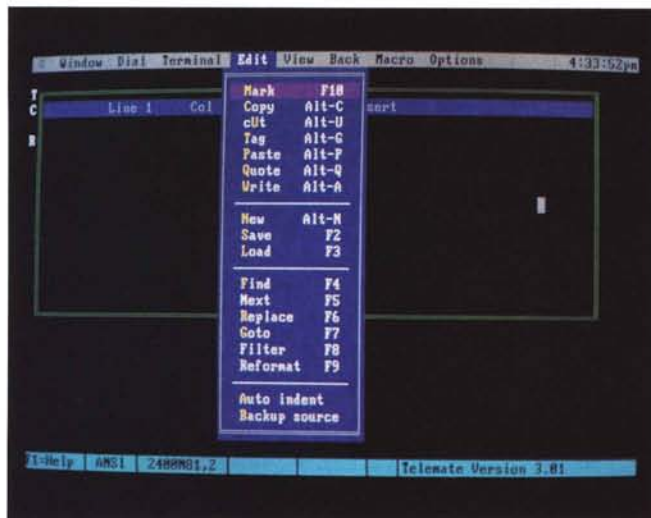 Window Dial Terminal Edit View Back Macro Options 4:33:52pm
Line 1 Col
Mark F10
Copy Alt-C
cUt Alt-U
Tag Alt-G
Paste Alt-P
Quote Alt-Q
Write Alt-A
New Alt-N
Save F2
Load F3
Find F4
Next F5
Replace F6
Goto F7
Filter F8
Reformat F9
Auto indent
Backup source
F1=Help ANSI 2400N81,2 Telemate Version 3.01